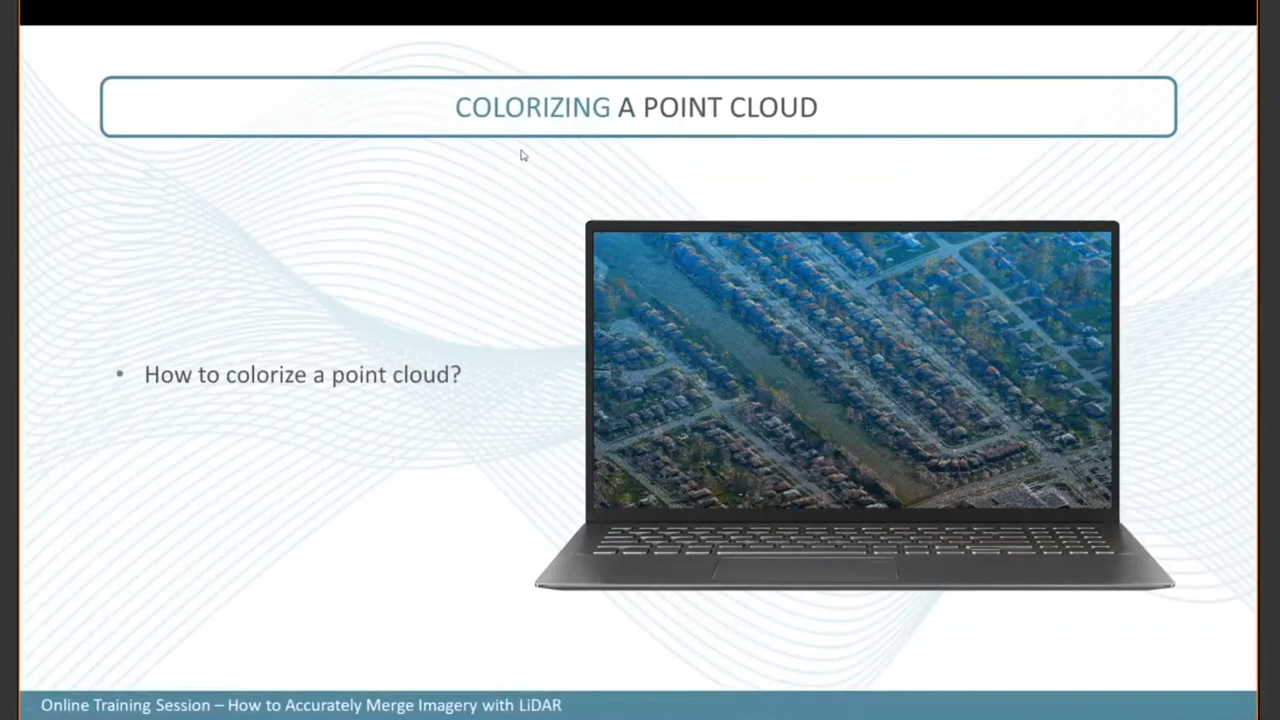 COLORIZING A POINT CLOUD
• How to colorize a point cloud?
Online Training Session – How to Accurately Merge Imagery with LiDAR